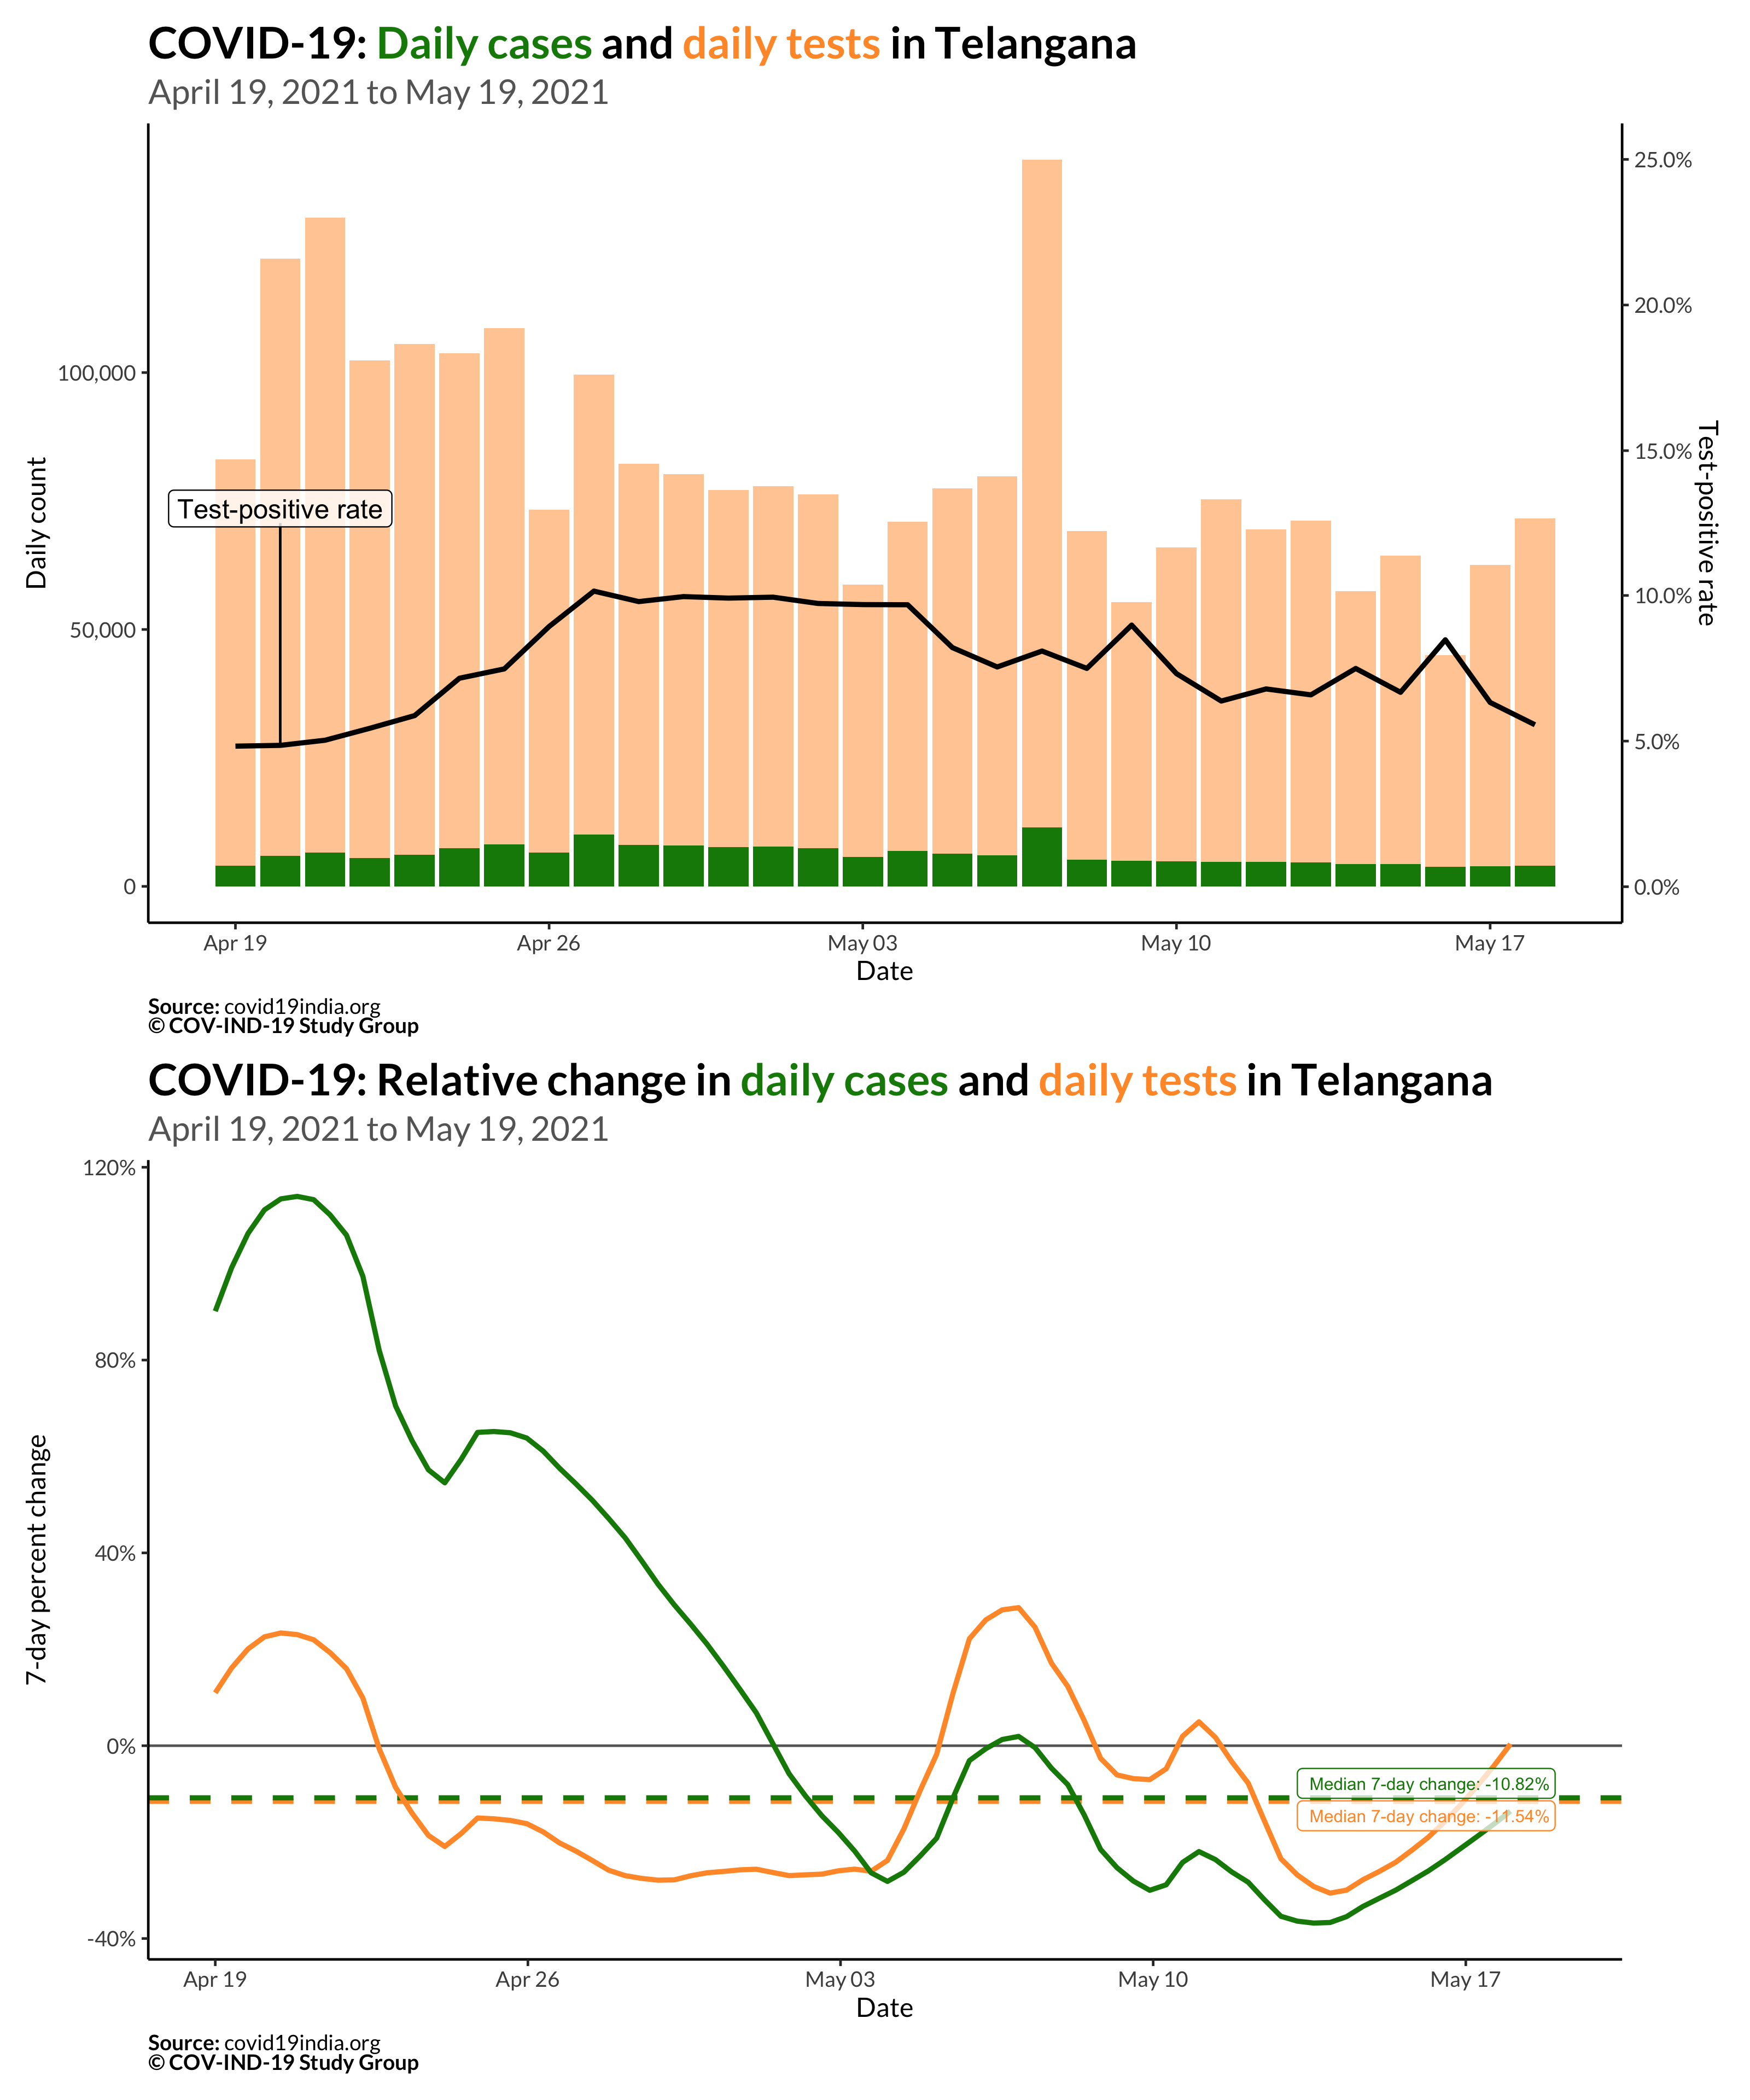 COVID-19: Daily cases and daily tests in Telangana
April 19, 2021 to May 19, 2021
25.0%
20.0%
100,000
15.0%
Test-positive rate
Daily count
Test-positive rate
10.0%
50,000
5.0%
0
0.0%
Apr 19 Apr 26 May 03 May 10 May 17
Date
Source: covid19india.org
© COV-IND-19 Study Group
COVID-19: Relative change in daily cases and daily tests in Telangana
April 19, 2021 to May 19, 2021
120%
80%
7-day percent change
40%
0%
Median 7-day change: -10.82%
Median 7-day change: -11.54%
-40%
Apr 19 Apr 26 May 03 May 10 May 17
Date
Source: covid19india.org
© COV-IND-19 Study Group